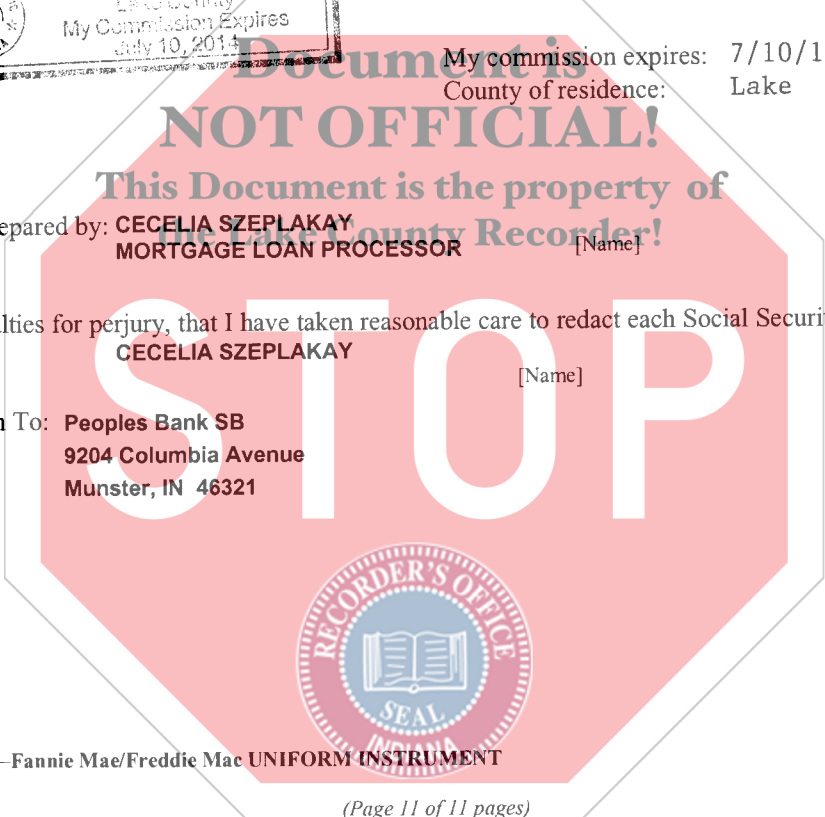 Lake County
My Commission Expires
July 10, 2014
My commission expires: 7/10/1
County of residence: Lake
Document is
NOT OFFICIAL!
This Document is the property of
the Lake County Recorder!
epared by: CECELIA SZEPLAKAY
MORTGAGE LOAN PROCESSOR [Name]
lties for perjury, that I have taken reasonable care to redact each Social Securi
CECELIA SZEPLAKAY
[Name]
STOP
n To: Peoples Bank SB
9204 Columbia Avenue
Munster, IN 46321
RECORDER'S OFFICE
SEAL
INDIANA
–Fannie Mae/Freddie Mac UNIFORM INSTRUMENT
(Page 11 of 11 pages)